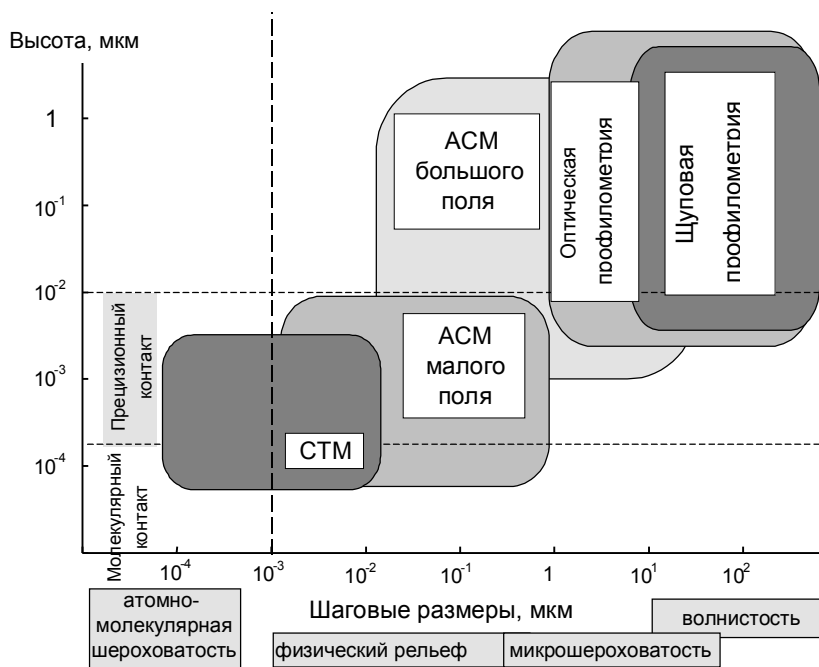 Высота, мкм
1
10-1
10-2
10-3
10-4
Прецизионный
контакт
Молекулярный
контакт
АСМ
большого
поля
Оптическая
профилометрия
Щуповая
профилометрия
АСМ
малого
поля
СТМ
10-4
10-3
10-2
10-1
1
101
102
Шаговые размеры, мкм
атомно-
молекулярная
шероховатость
физический рельеф
микрошероховатость
волнистость